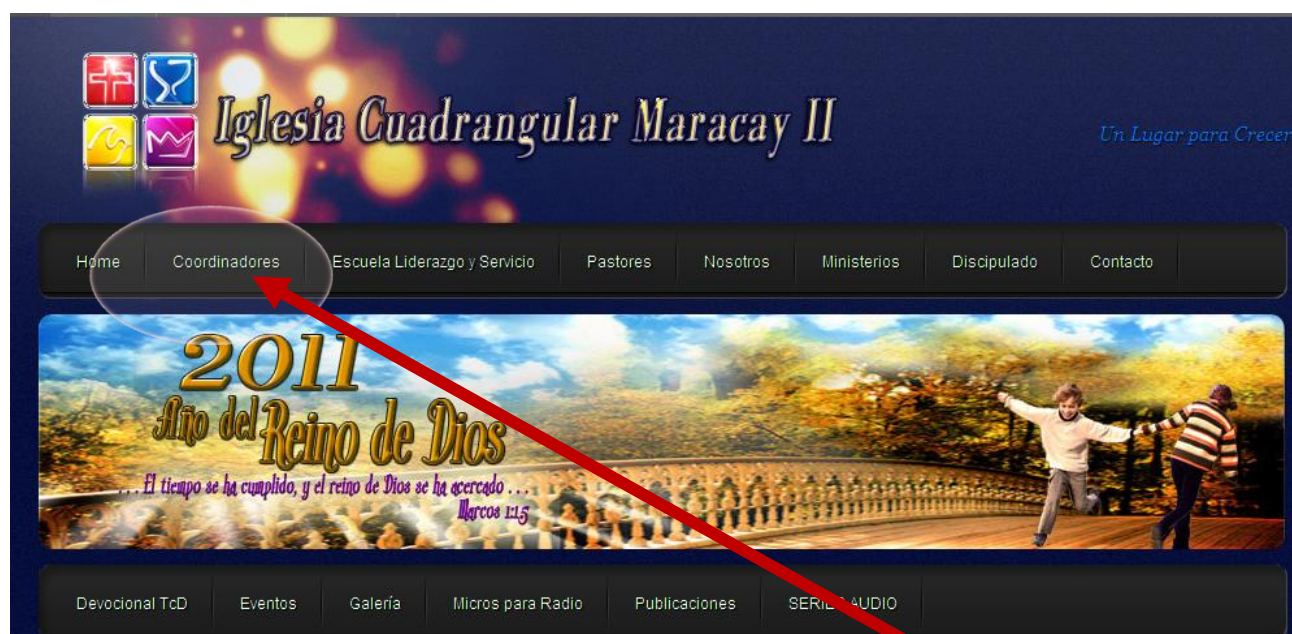 Iglesia Cuadrangular Maracay II
Un Lugar para Crecer
Home Coordinadores Escuela Liderazgo y Servicio Pastores Nosotros Ministerios Discipulado Contacto
2011
Año del Reino de Dios
. . . El tiempo se ha cumplido, y el reino de Dios se ha acercado . . .
Marcos 1:15
Devocional TcD Eventos Galería Micros para Radio Publicaciones SERIES AUDIO